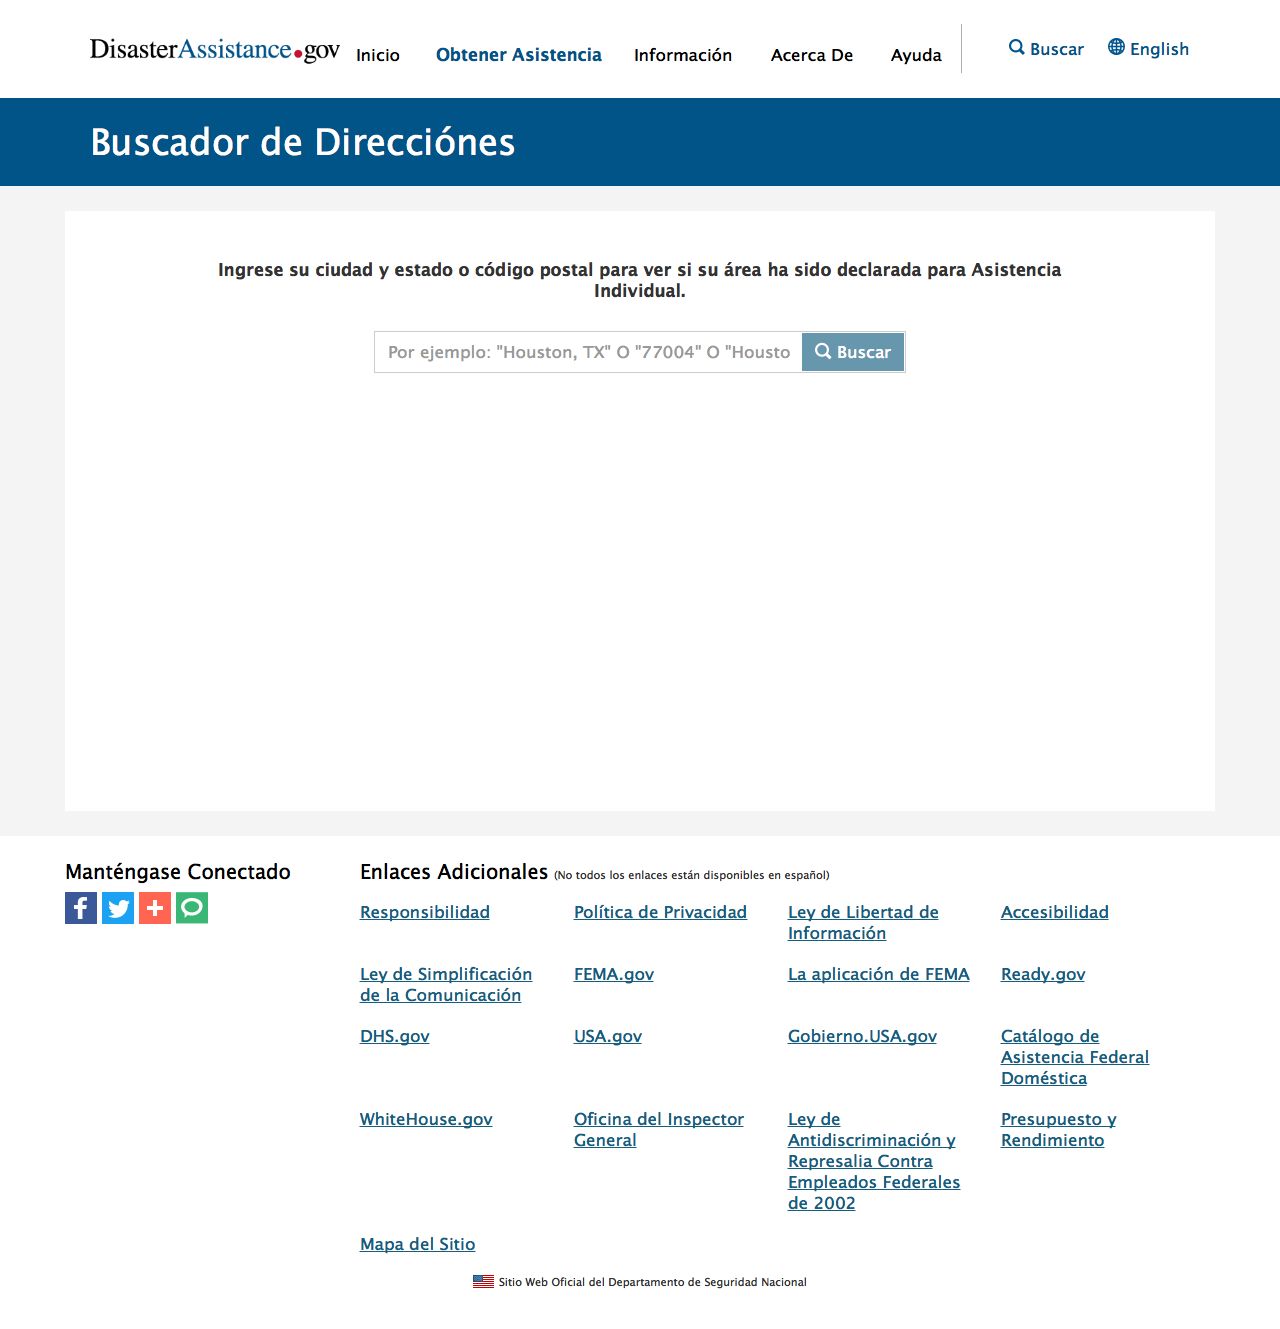 DisasterAssistance.gov
Inicio
Obtener Asistencia
Información
Acerca De
Ayuda
Buscar
English
Buscador de Direcciónes
Ingrese su ciudad y estado o código postal para ver si su área ha sido declarada para Asistencia
Individual.
Por ejemplo: "Houston, TX" O "77004" O "Housto
Buscar
Manténgase Conectado
Enlaces Adicionales (No todos los enlaces están disponibles en español)
Responsibilidad
Política de Privacidad
Ley de Libertad de
Información
Accesibilidad
Ley de Simplificación
de la Comunicación
FEMA.gov
La aplicación de FEMA
Ready.gov
DHS.gov
USA.gov
Gobierno.USA.gov
Catálogo de
Asistencia Federal
Doméstica
WhiteHouse.gov
Oficina del Inspector
General
Ley de
Antidiscriminación y
Represalia Contra
Empleados Federales
de 2002
Presupuesto y
Rendimiento
Mapa del Sitio
Sitio Web Oficial del Departamento de Seguridad Nacional